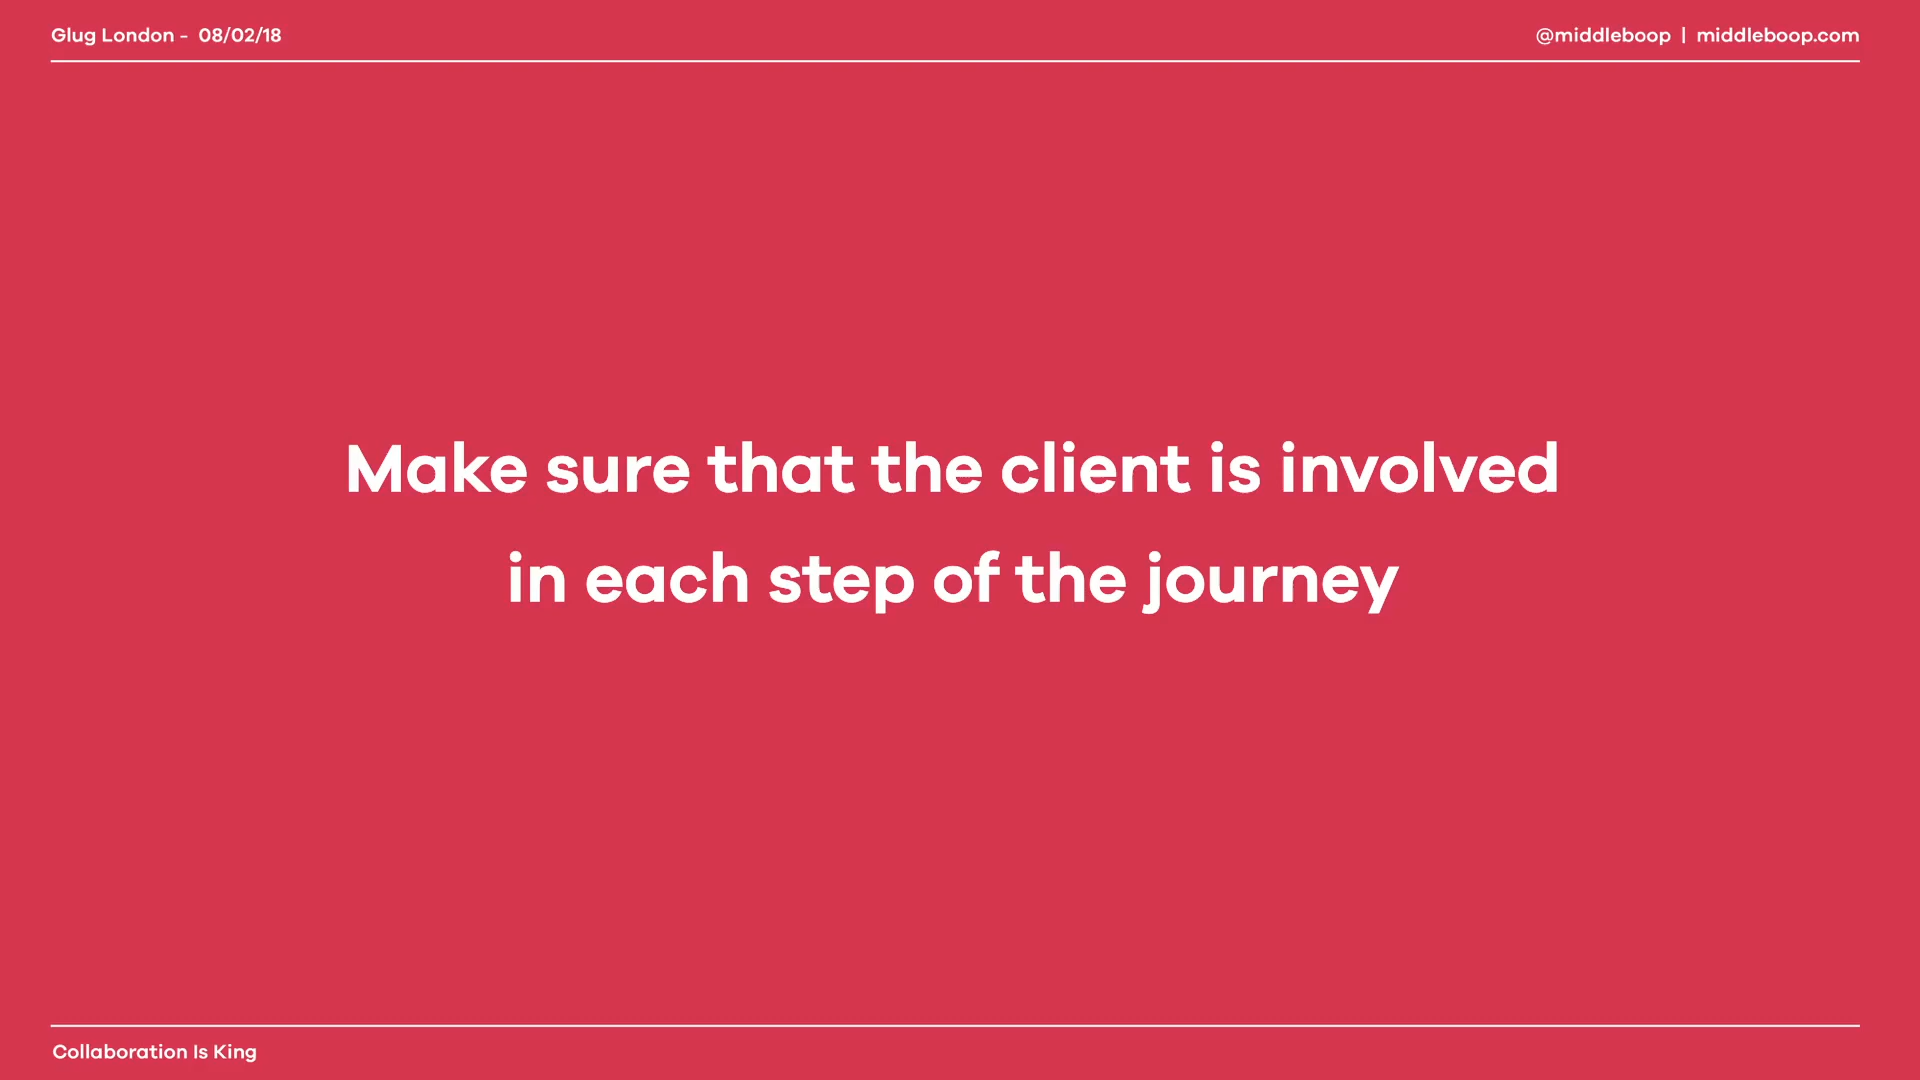 Glug London - 08/02/18
@middleboop | middleboop.com
Make sure that the client is involved
in each step of the journey
Collaboration Is King